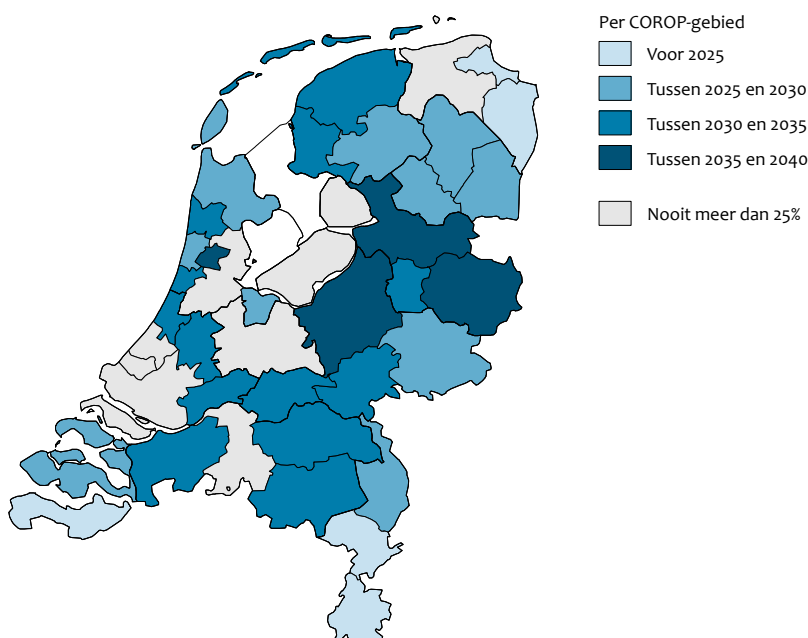 Per COROP-gebied
Voor 2025
Tussen 2025 en 2030
Tussen 2030 en 2035
Tussen 2035 en 2040
Nooit meer dan 25%